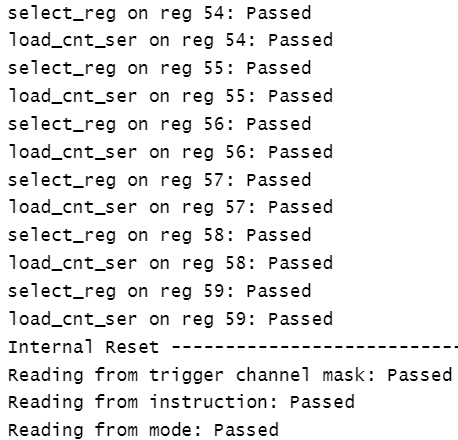 select_reg on reg 54: Passed
load_cnt_ser on reg 54: Passed
select_reg on reg 55: Passed
load_cnt_ser on reg 55: Passed
select_reg on reg 56: Passed
load_cnt_ser on reg 56: Passed
select_reg on reg 57: Passed
load_cnt_ser on reg 57: Passed
select_reg on reg 58: Passed
load_cnt_ser on reg 58: Passed
select_reg on reg 59: Passed
load_cnt_ser on reg 59: Passed
Internal Reset ---------------------------
Reading from trigger channel mask: Passed
Reading from instruction: Passed
Reading from mode: Passed